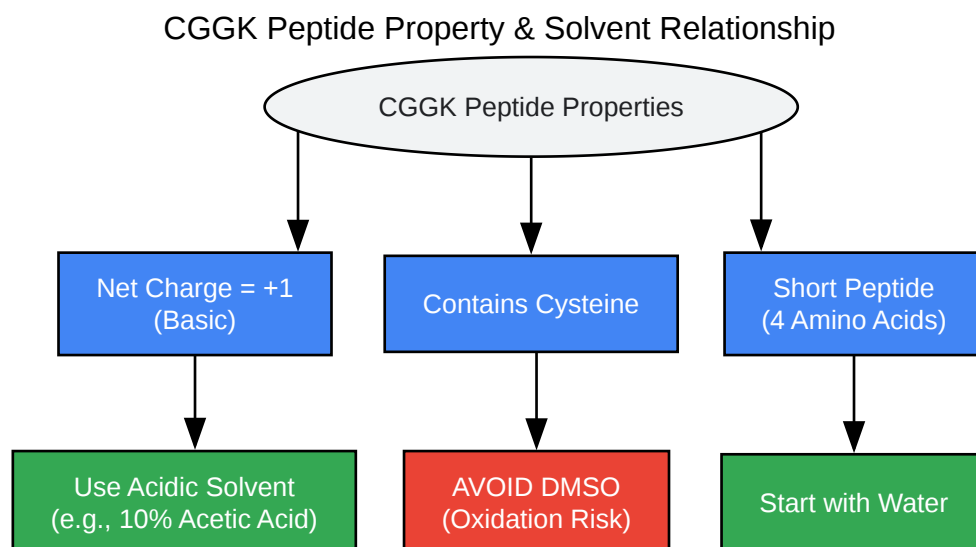 CGGK Peptide Property & Solvent Relationship
CGGK Peptide Properties
Net Charge = +1
(Basic)
Contains Cysteine
Short Peptide
(4 Amino Acids)
Use Acidic Solvent
(e.g., 10% Acetic Acid)
AVOID DMSO
(Oxidation Risk)
Start with Water